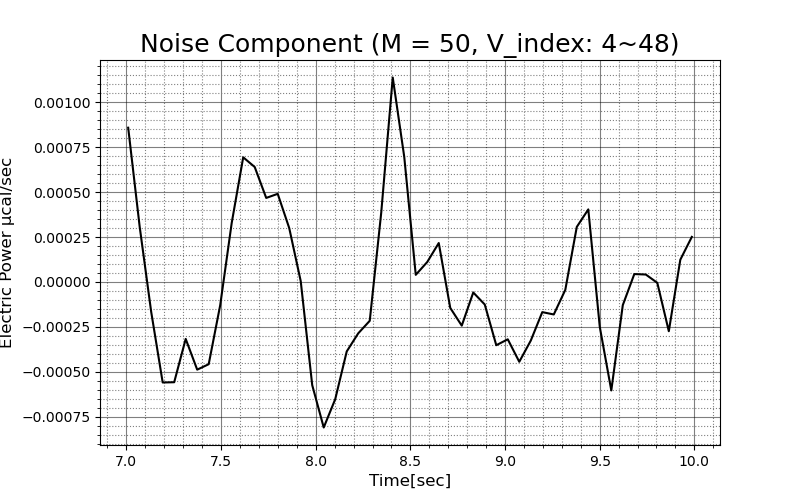 Noise Component (M = 50, V_index: 4~48)
Electric Power μcal/sec
0.00100
0.00075
0.00050
0.00025
0.00000
−0.00025
−0.00050
−0.00075
7.0 7.5 8.0 8.5 9.0 9.5 10.0
Time[sec]